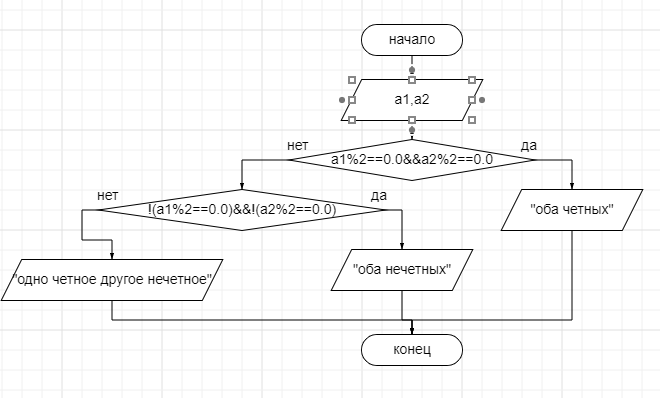 начало
a1,a2
нет
да
a1%2==0.0&&a2%2==0.0
нет
да
!(a1%2==0.0)&&!(a2%2==0.0)
"оба четных"
"одно четное другое нечетное"
"оба нечетных"
конец